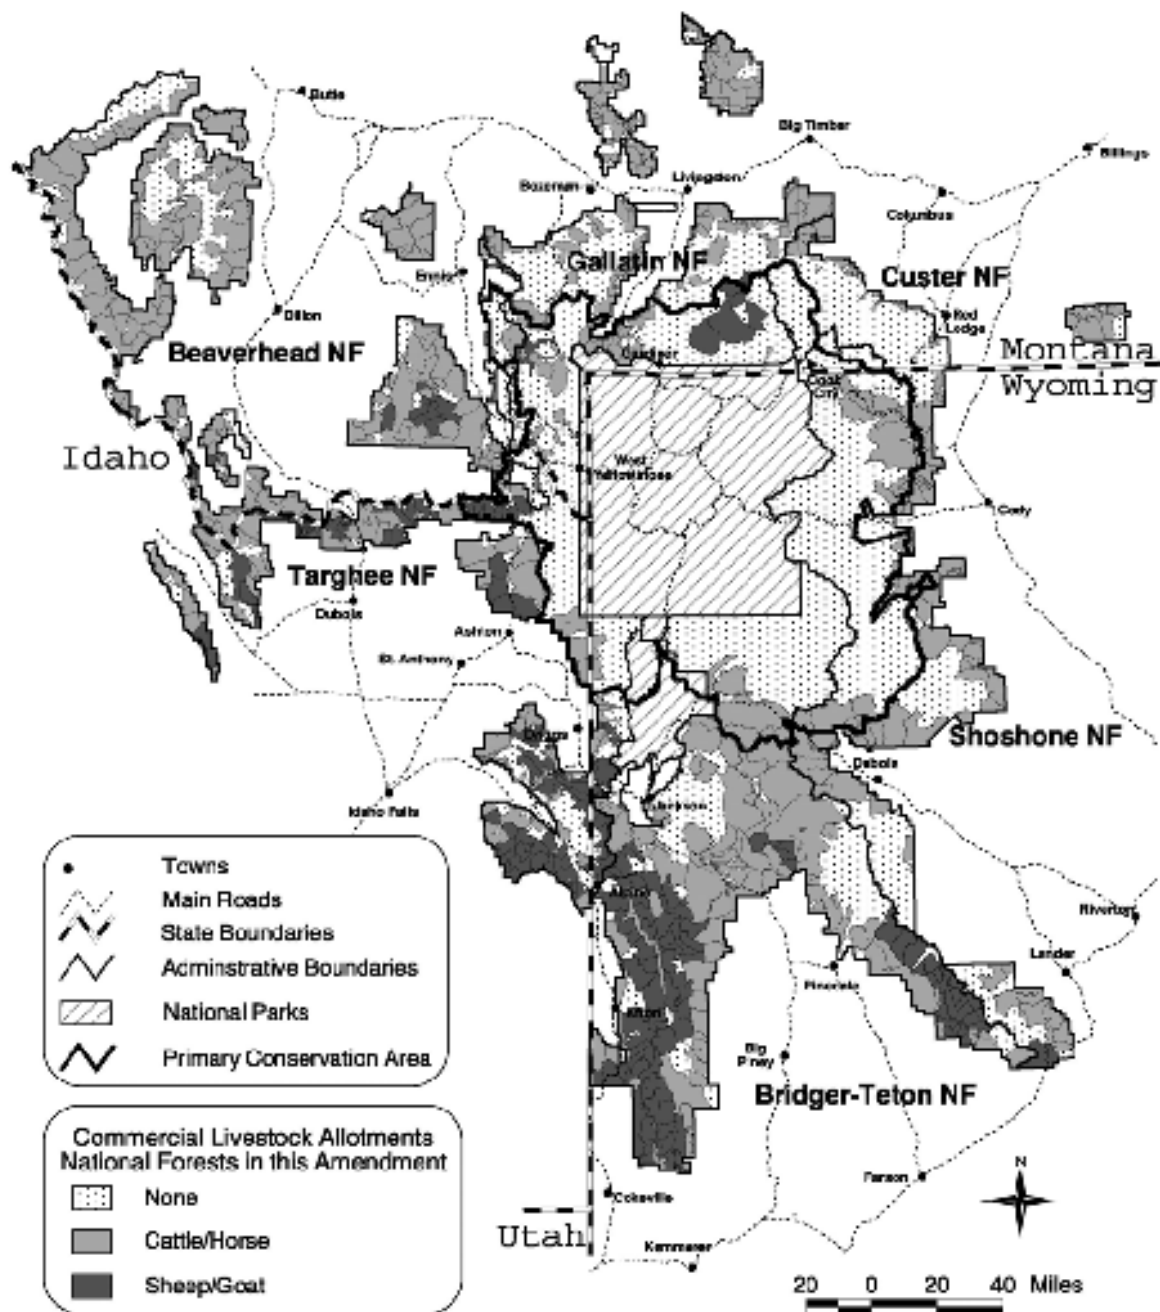 Butte
Big Timber
Billings
Bozeman
Livingston
Columbus
Gallatin NF
Ennis
Custer NF
Dillon
Red
Lodge
Beaverhead NF
Gardiner
Montana
Cook
City
Wyoming
Idaho
West
Yellowstone
Cody
Targhee NF
Dubois
Ashton
St. Anthony
Driggs
Shoshone NF
Dubois
Jackson
Idaho Falls
Towns
Main Roads
State Boundaries
Adminstrative Boundaries
National Parks
Primary Conservation Area
Alpine
Riverton
Lander
Pinedale
Afton
Big
Piney
Bridger-Teton NF
Commercial Livestock Allotments
National Forests in this Amendment
None
Cattle/Horse
Sheep/Goat
N
Farson
Cokeville
Utah
Kemmerer
20 0 20 40 Miles